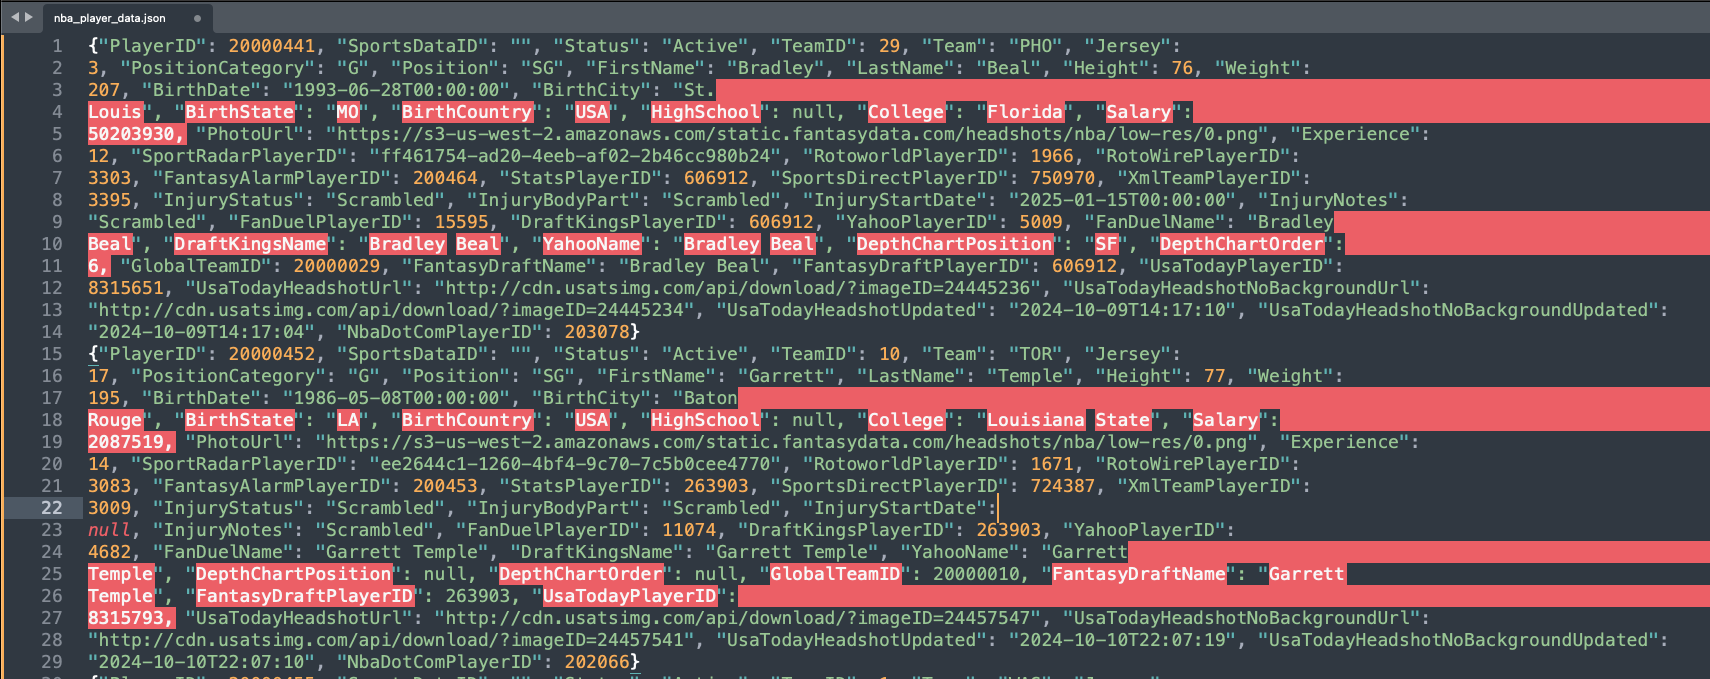 nba_player_data.json
1 {"PlayerID": 20000441, "SportsDataID": "", "Status": "Active", "TeamID": 29, "Team": "PHO", "Jersey":
2 3, "PositionCategory": "G", "Position": "SG", "FirstName": "Bradley", "LastName": "Beal", "Height": 76, "Weight":
3 207, "BirthDate": "1993-06-28T00:00:00", "BirthCity": "St.
4 Louis", "BirthState": "MO", "BirthCountry": "USA", "HighSchool": null, "College": "Florida", "Salary":
5 50203930, "PhotoUrl": "https://s3-us-west-2.amazonaws.com/static.fantasydata.com/headshots/nba/low-res/0.png", "Experience":
6 12, "SportRadarPlayerID": "ff461754-ad20-4eeb-af02-2b46cc980b24", "RotoworldPlayerID": 1966, "RotoWirePlayerID":
7 3303, "FantasyAlarmPlayerID": 200464, "StatsPlayerID": 606912, "SportsDirectPlayerID": 750970, "XmlTeamPlayerID":
8 3395, "InjuryStatus": "Scrambled", "InjuryBodyPart": "Scrambled", "InjuryStartDate": "2025-01-15T00:00:00", "InjuryNotes":
9 "Scrambled", "FanDuelPlayerID": 15595, "DraftKingsPlayerID": 606912, "YahooPlayerID": 5009, "FanDuelName": "Bradley
10 Beal", "DraftKingsName": "Bradley Beal", "YahooName": "Bradley Beal", "DepthChartPosition": "SF", "DepthChartOrder":
11 6, "GlobalTeamID": 20000029, "FantasyDraftName": "Bradley Beal", "FantasyDraftPlayerID": 606912, "UsaTodayPlayerID":
12 8315651, "UsaTodayHeadshotUrl": "http://cdn.usatsimg.com/api/download/?imageID=24445236", "UsaTodayHeadshotNoBackgroundUrl":
13 "http://cdn.usatsimg.com/api/download/?imageID=24445234", "UsaTodayHeadshotUpdated": "2024-10-09T14:17:10", "UsaTodayHeadshotNoBackgroundUpdated":
14 "2024-10-09T14:17:04", "NbaDotComPlayerID": 203078}
15 {"PlayerID": 20000452, "SportsDataID": "", "Status": "Active", "TeamID": 10, "Team": "TOR", "Jersey":
16 17, "PositionCategory": "G", "Position": "SG", "FirstName": "Garrett", "LastName": "Temple", "Height": 77, "Weight":
17 195, "BirthDate": "1986-05-08T00:00:00", "BirthCity": "Baton
18 Rouge", "BirthState": "LA", "BirthCountry": "USA", "HighSchool": null, "College": "Louisiana State", "Salary":
19 2087519, "PhotoUrl": "https://s3-us-west-2.amazonaws.com/static.fantasydata.com/headshots/nba/low-res/0.png", "Experience":
20 14, "SportRadarPlayerID": "ee2644c1-1260-4bf4-9c70-7c5b0cee4770", "RotoworldPlayerID": 1671, "RotoWirePlayerID":
21 3083, "FantasyAlarmPlayerID": 200453, "StatsPlayerID": 263903, "SportsDirectPlayerID": 724387, "XmlTeamPlayerID":
22 3009, "InjuryStatus": "Scrambled", "InjuryBodyPart": "Scrambled", "InjuryStartDate":
23 null, "InjuryNotes": "Scrambled", "FanDuelPlayerID": 11074, "DraftKingsPlayerID": 263903, "YahooPlayerID":
24 4682, "FanDuelName": "Garrett Temple", "DraftKingsName": "Garrett Temple", "YahooName": "Garrett
25 Temple", "DepthChartPosition": null, "DepthChartOrder": null, "GlobalTeamID": 20000010, "FantasyDraftName": "Garrett
26 Temple", "FantasyDraftPlayerID": 263903, "UsaTodayPlayerID":
27 8315793, "UsaTodayHeadshotUrl": "http://cdn.usatsimg.com/api/download/?imageID=24457547", "UsaTodayHeadshotNoBackgroundUrl":
28 "http://cdn.usatsimg.com/api/download/?imageID=24457541", "UsaTodayHeadshotUpdated": "2024-10-10T22:07:19", "UsaTodayHeadshotNoBackgroundUpdated":
29 "2024-10-10T22:07:10", "NbaDotComPlayerID": 202066}